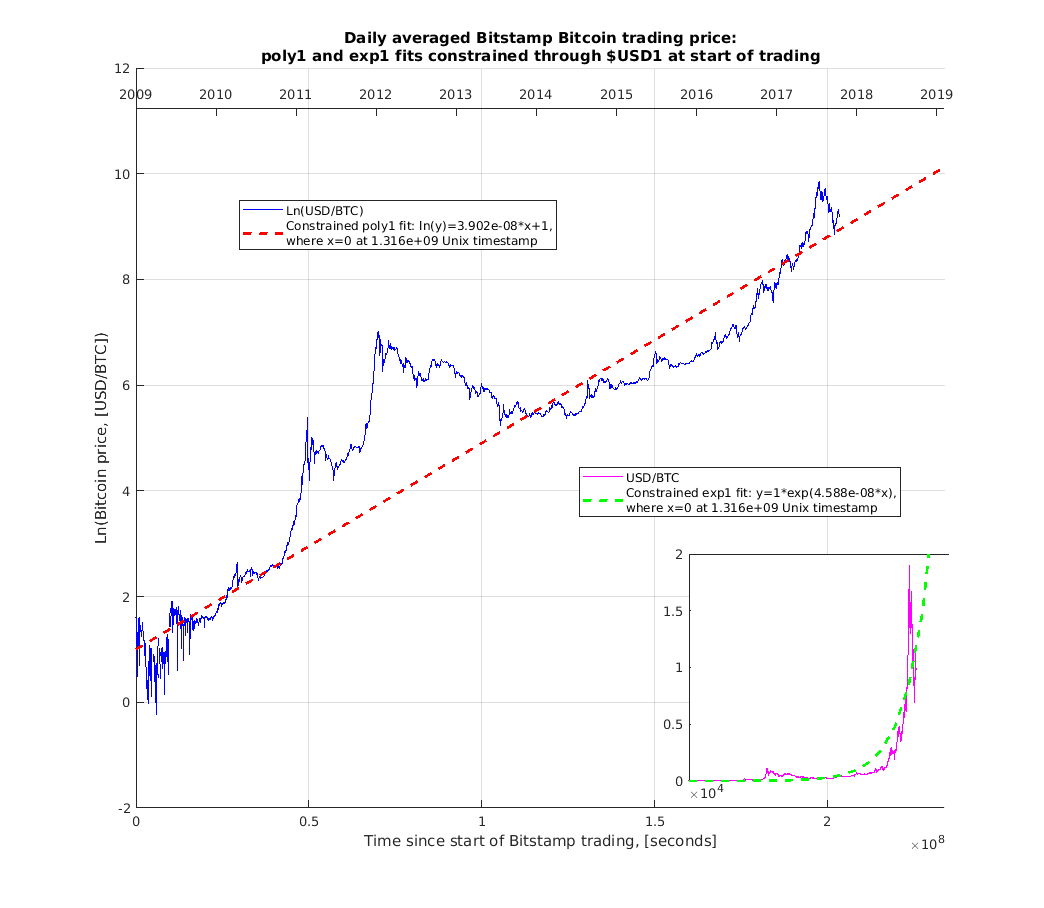 Daily averaged Bitstamp Bitcoin trading price:
poly1 and exp1 fits constrained through $USD1 at start of trading
12
2009 2010 2011 2012 2013 2014 2015 2016 2017 2018 2019
10
Ln(USD/BTC)
Constrained poly1 fit: ln(y)=3.902e-08*x+1,
where x=0 at 1.316e+09 Unix timestamp
8
6
Ln(Bitcoin price, [USD/BTC])
USD/BTC
Constrained exp1 fit: y=1*exp(4.588e-08*x),
where x=0 at 1.316e+09 Unix timestamp
4
2
1.5
2
1
0
0.5
0
×10^4
-2
0 0.5 1 1.5 2
Time since start of Bitstamp trading, [seconds]
×10^8